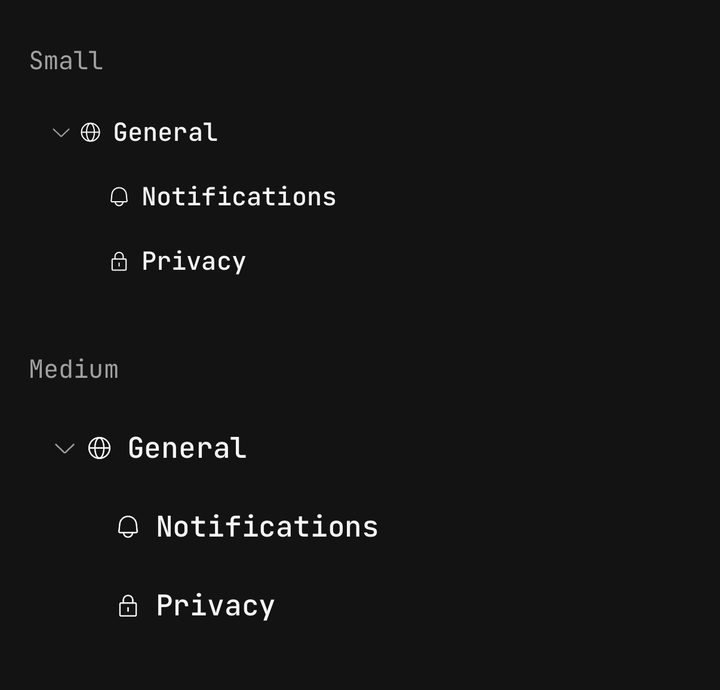 Small
General
Notifications
Privacy
Medium
General
Notifications
Privacy